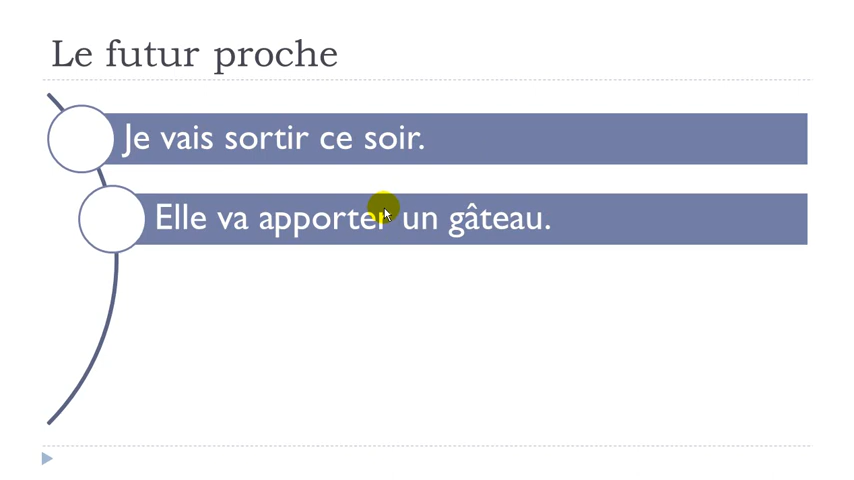 Le futur proche
Je vais sortir ce soir.
Elle va apporter un gâteau.